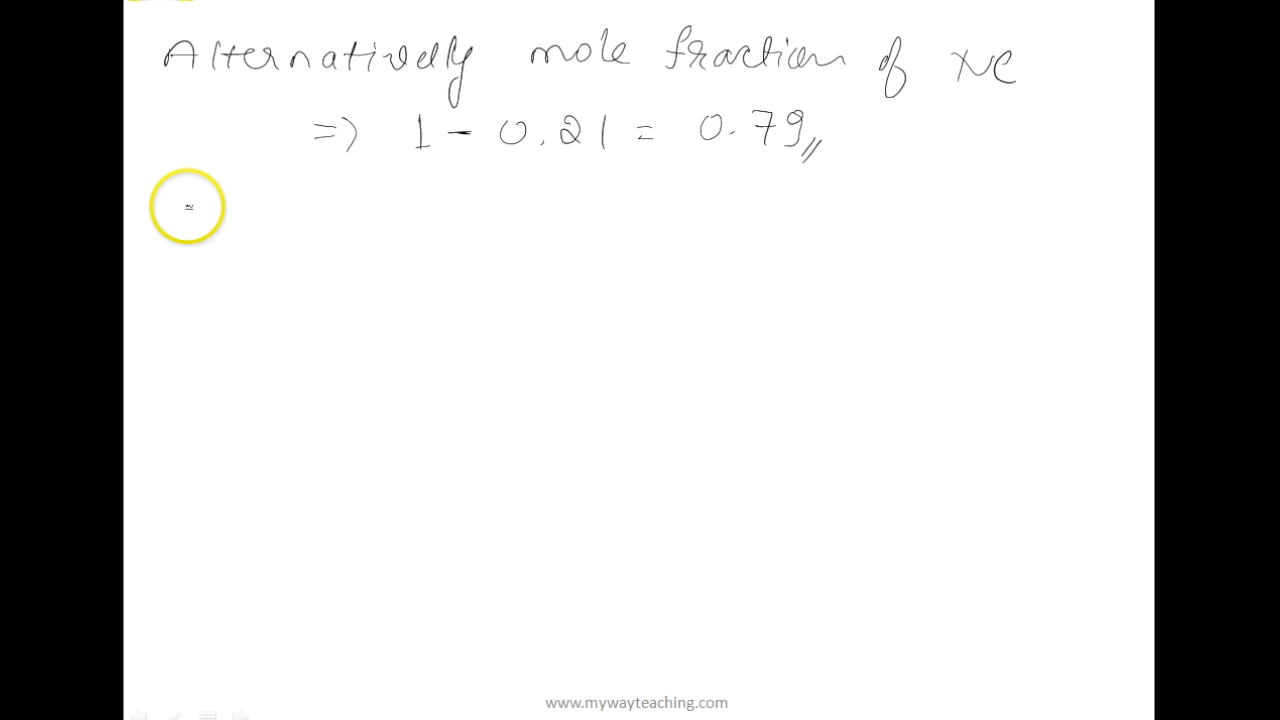 Alternatively mole fraction of Ne
=> 1 - 0.21 = 0.79//
www.mywayteaching.com